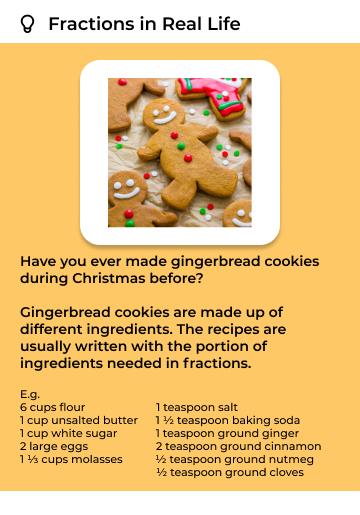 Fractions in Real Life
Have you ever made gingerbread cookies
during Christmas before?
Gingerbread cookies are made up of
different ingredients. The recipes are
usually written with the portion of
ingredients needed in fractions.
E.g.
6 cups flour
1 cup unsalted butter
1 cup white sugar
2 large eggs
1 ⅓ cups molasses
1 teaspoon salt
1 ½ teaspoon baking soda
1 teaspoon ground ginger
2 teaspoon ground cinnamon
½ teaspoon ground nutmeg
½ teaspoon ground cloves